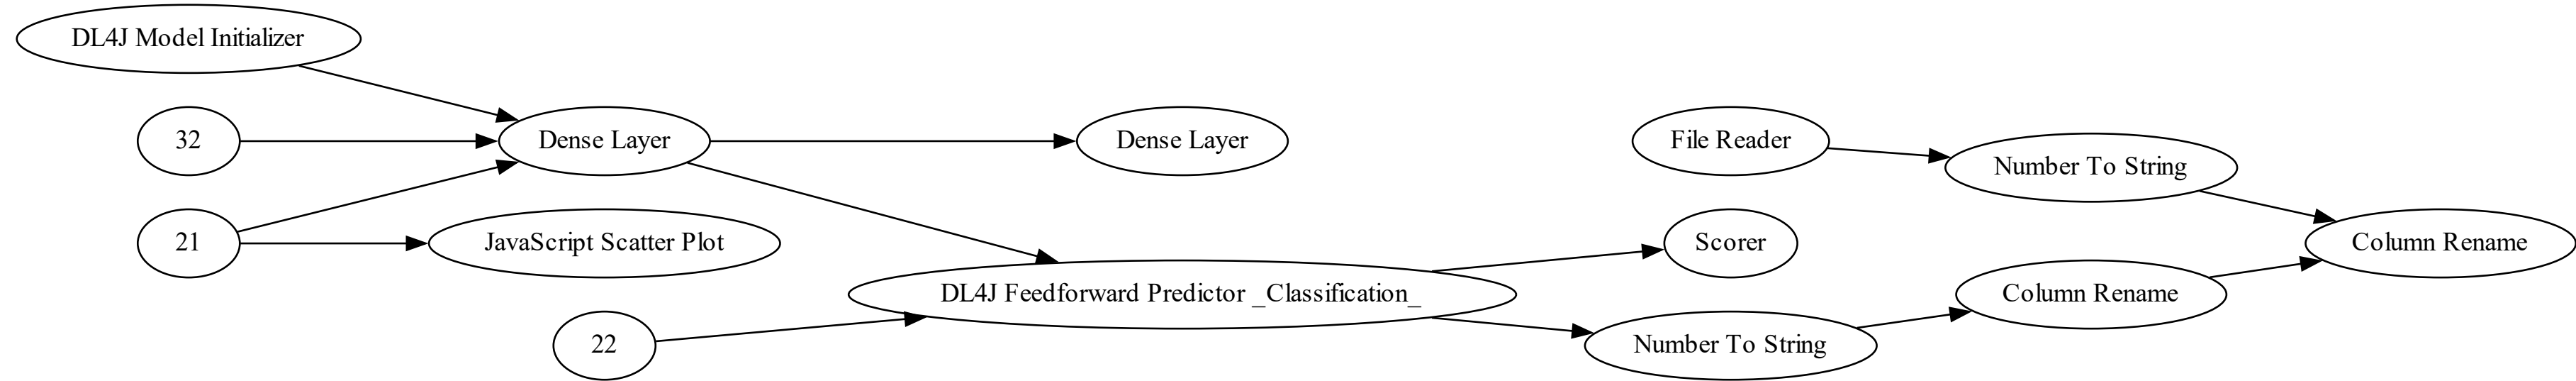 DL4J Model Initializer
32
Dense Layer
Dense Layer
File Reader
Number To String
21
JavaScript Scatter Plot
Scorer
Column Rename
DL4J Feedforward Predictor _Classification_
Column Rename
22
Number To String